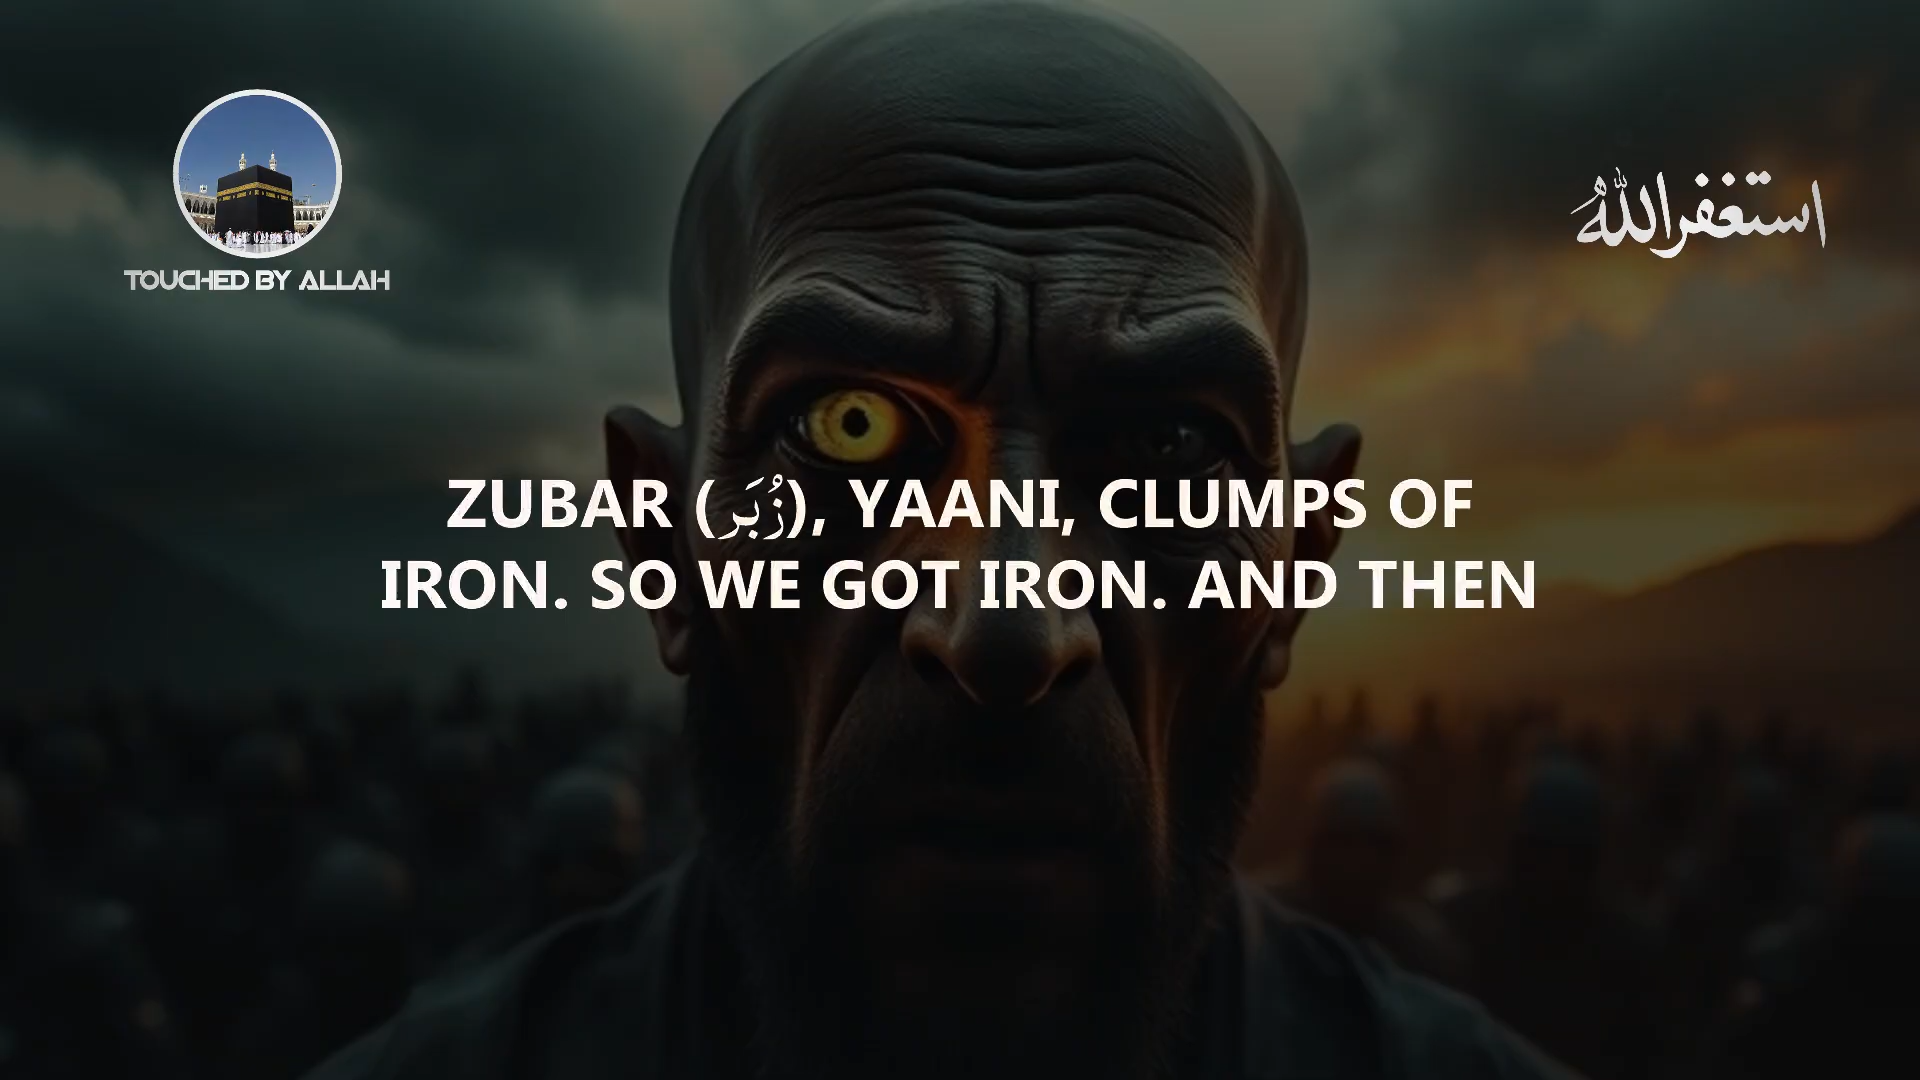 TOUCHED BY ALLAH
استغفراللهُ
ZUBAR (زُبَر), YAANI, CLUMPS OF
IRON. SO WE GOT IRON. AND THEN